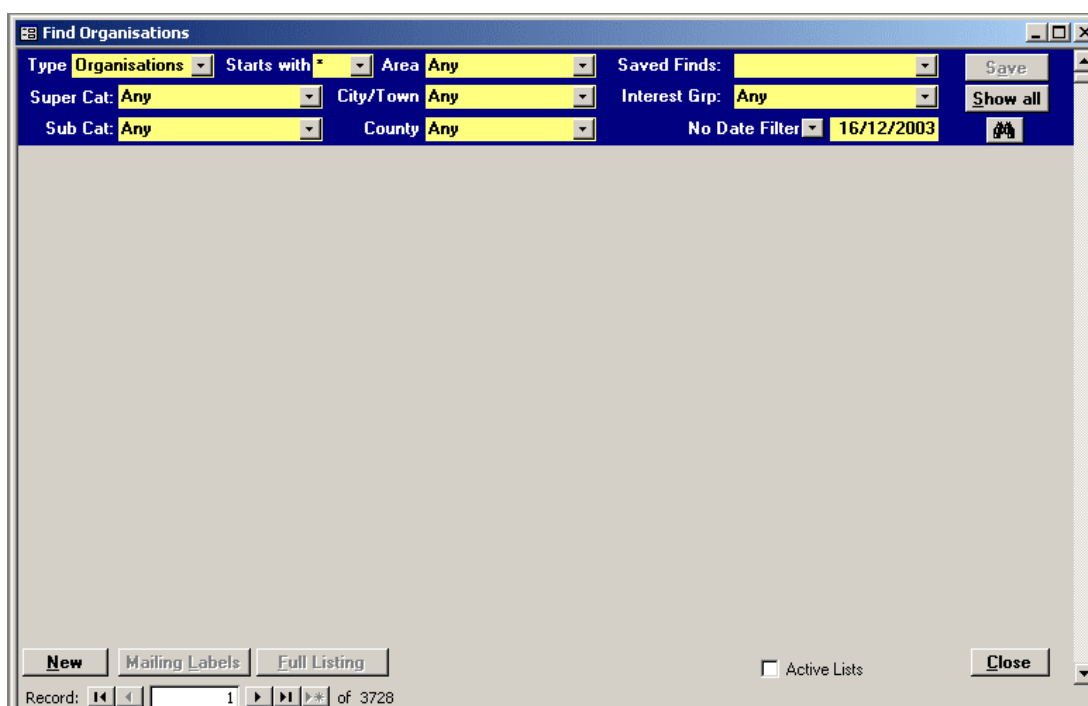 Find Organisations
Type Organisations Starts with * Area Any Saved Finds: Save
Super Cat: Any City/Town Any Interest Grp: Any Show all
Sub Cat: Any County Any No Date Filter 16/12/2003
New Mailing Labels Full Listing Active Lists Close
Record: 1 of 3728